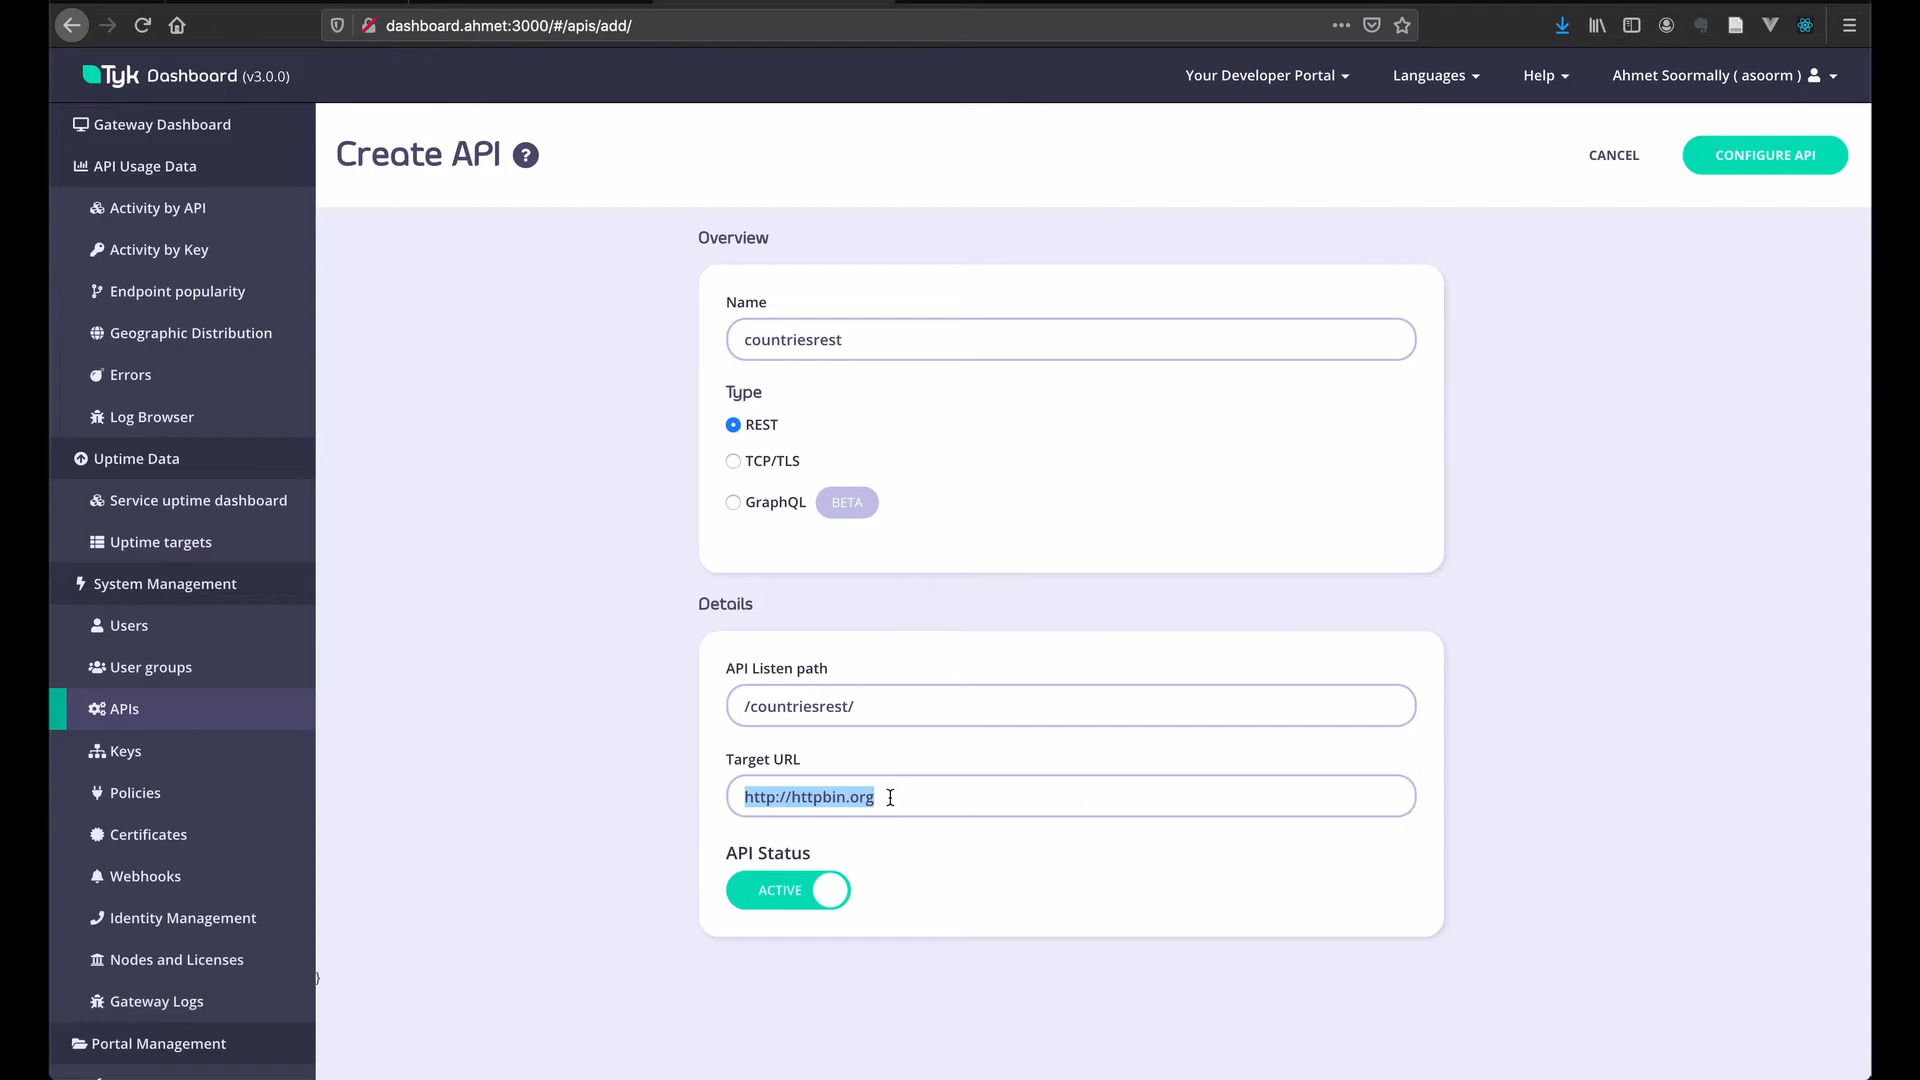 dashboard.ahmet:3000/#/apis/add/
Tyk Dashboard (v3.0.0)
Your Developer Portal
Languages
Help
Ahmet Soormally ( asoorm )
Gateway Dashboard
API Usage Data
Activity by API
Activity by Key
Endpoint popularity
Geographic Distribution
Errors
Log Browser
Uptime Data
Service uptime dashboard
Uptime targets
System Management
Users
User groups
APIs
Keys
Policies
Certificates
Webhooks
Identity Management
Nodes and Licenses
Gateway Logs
Portal Management
}
Create API ?
CANCEL
CONFIGURE API
Overview
Name
countriesrest
Type
REST
TCP/TLS
GraphQL BETA
Details
API Listen path
/countriesrest/
Target URL
http://httpbin.org
API Status
ACTIVE